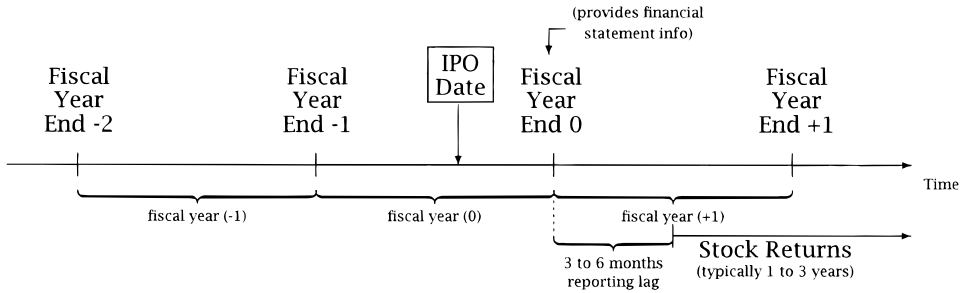 (provides financial
statement info)
IPO
Date
Fiscal
Year
End -2
Fiscal
Year
End -1
Fiscal
Year
End 0
Fiscal
Year
End +1
Time
fiscal year (-1)
fiscal year (0)
fiscal year (+1)
3 to 6 months
reporting lag
Stock Returns
(typically 1 to 3 years)